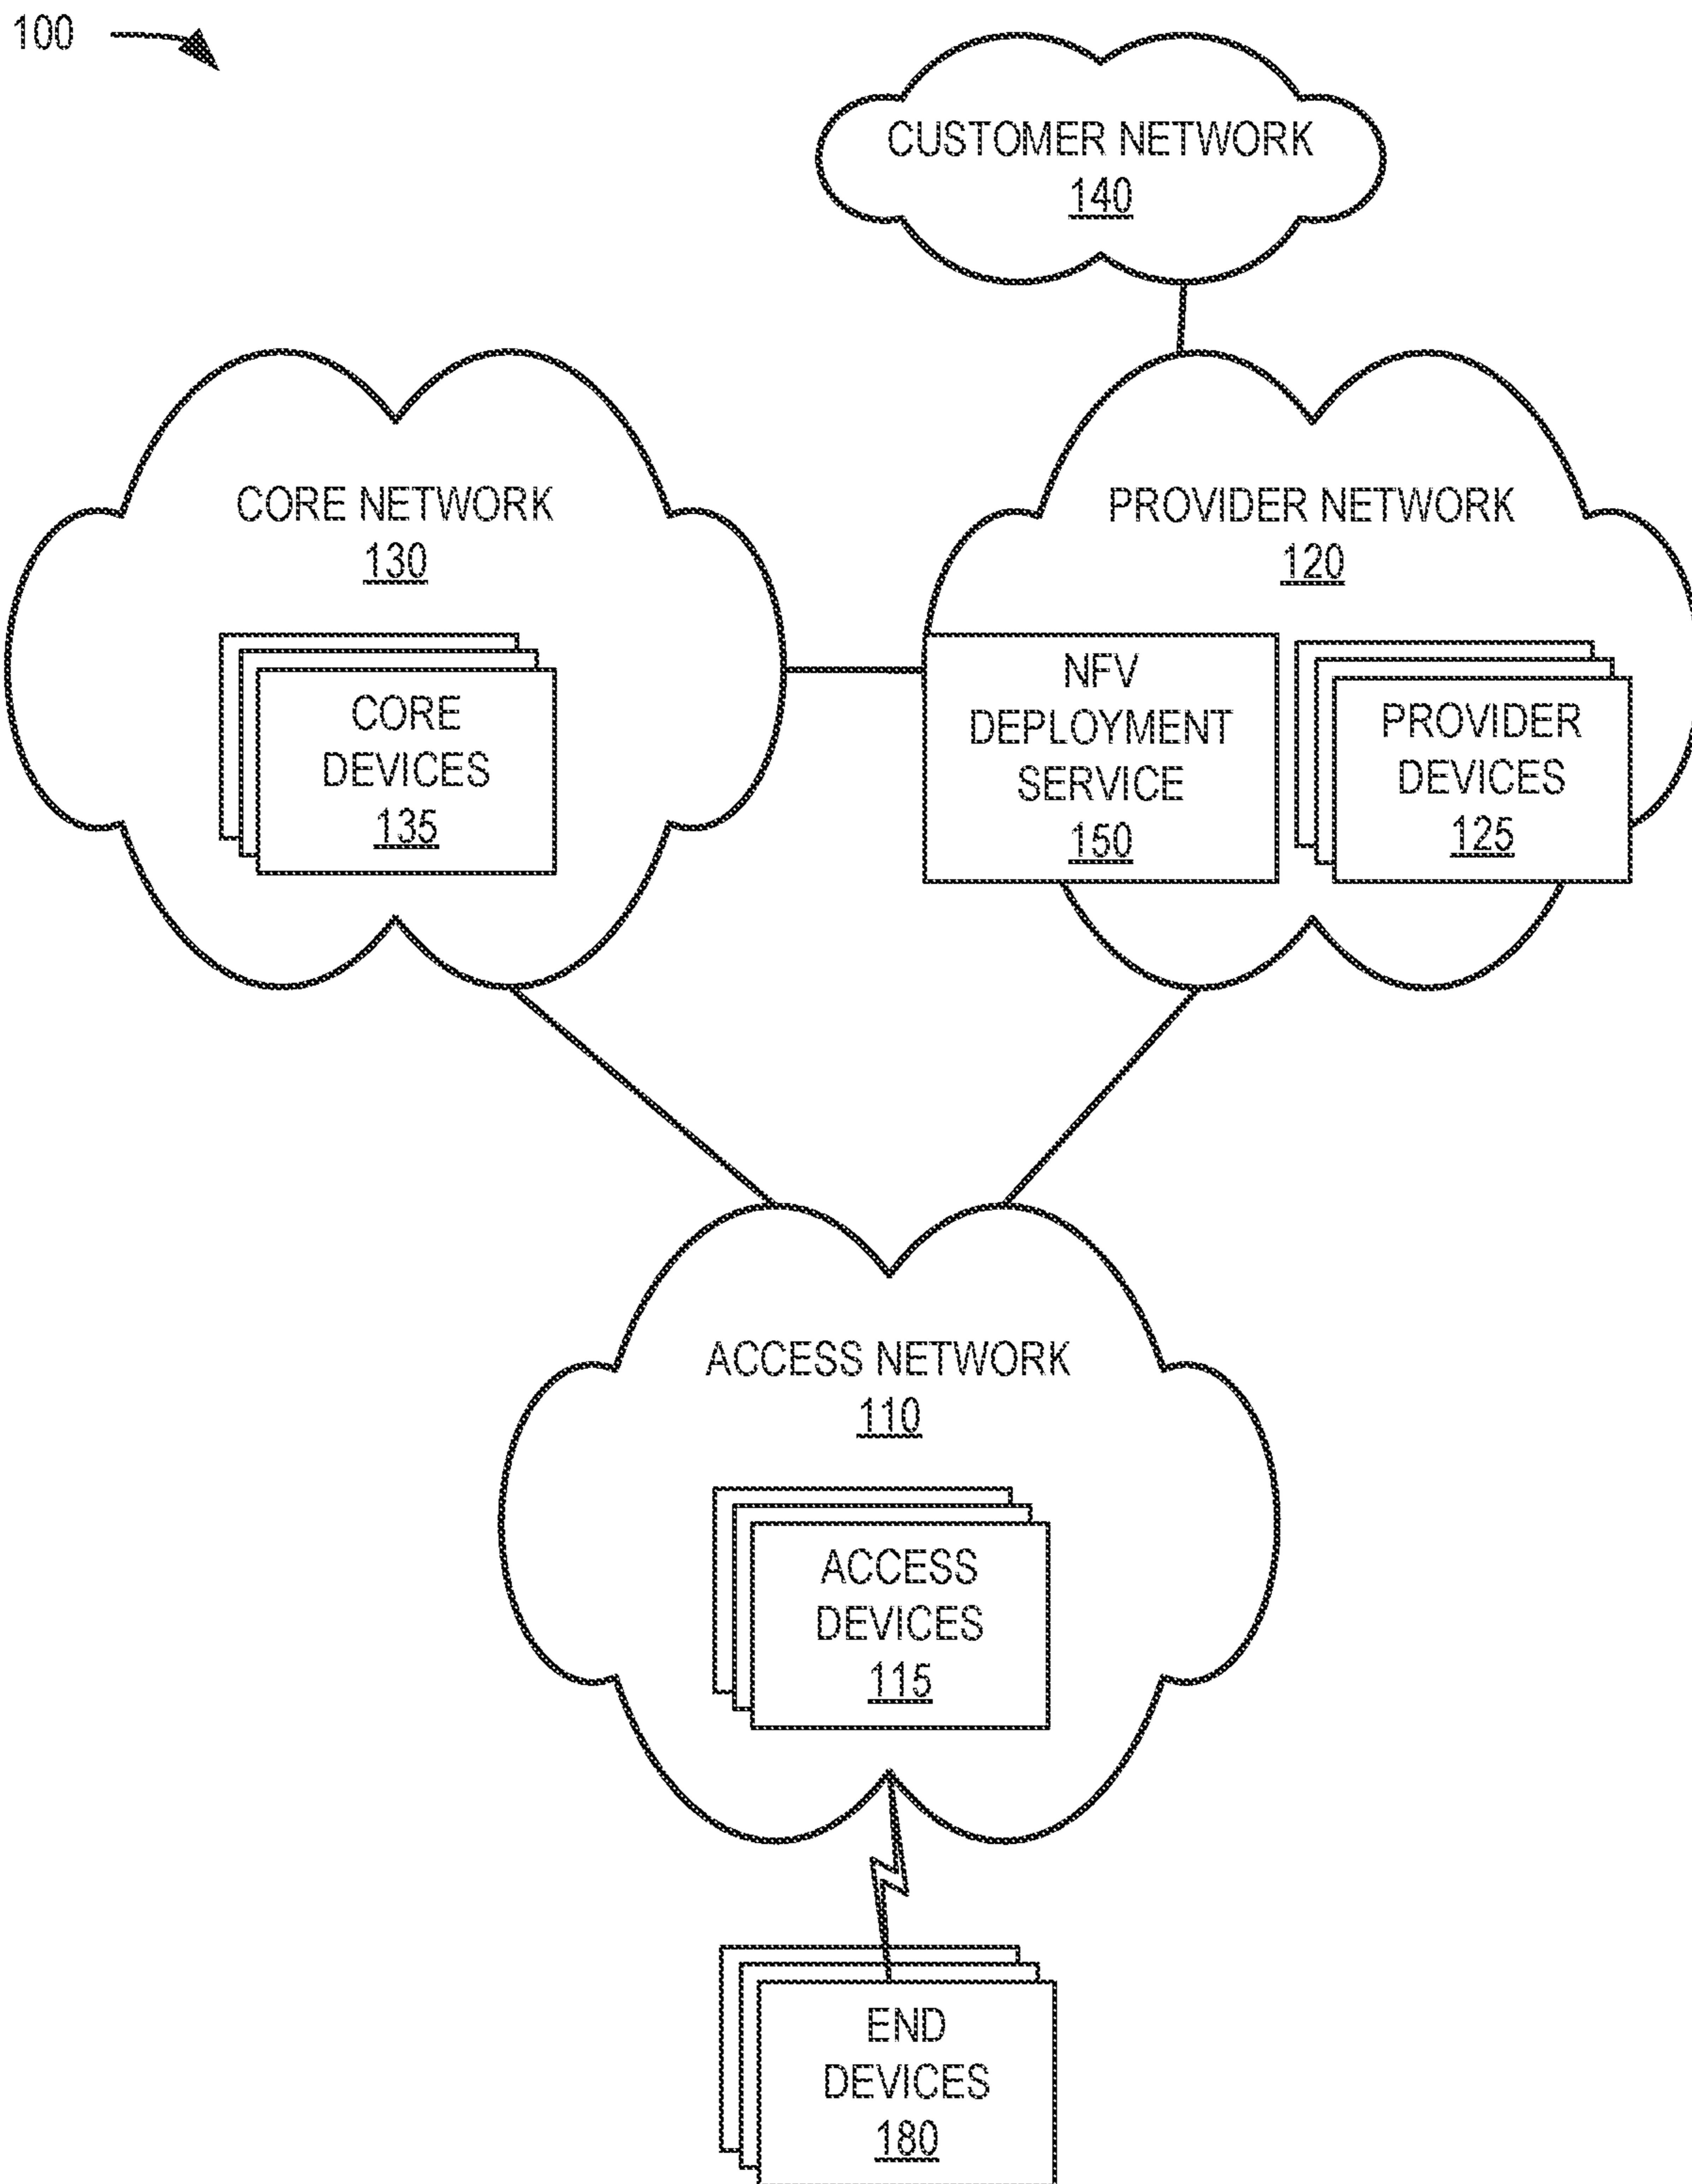 100
CUSTOMER NETWORK
140
CORE NETWORK
130
PROVIDER NETWORK
120
CORE
DEVICES
135
NFV
DEPLOYMENT
SERVICE
150
PROVIDER
DEVICES
125
ACCESS NETWORK
110
ACCESS
DEVICES
115
END
DEVICES
180